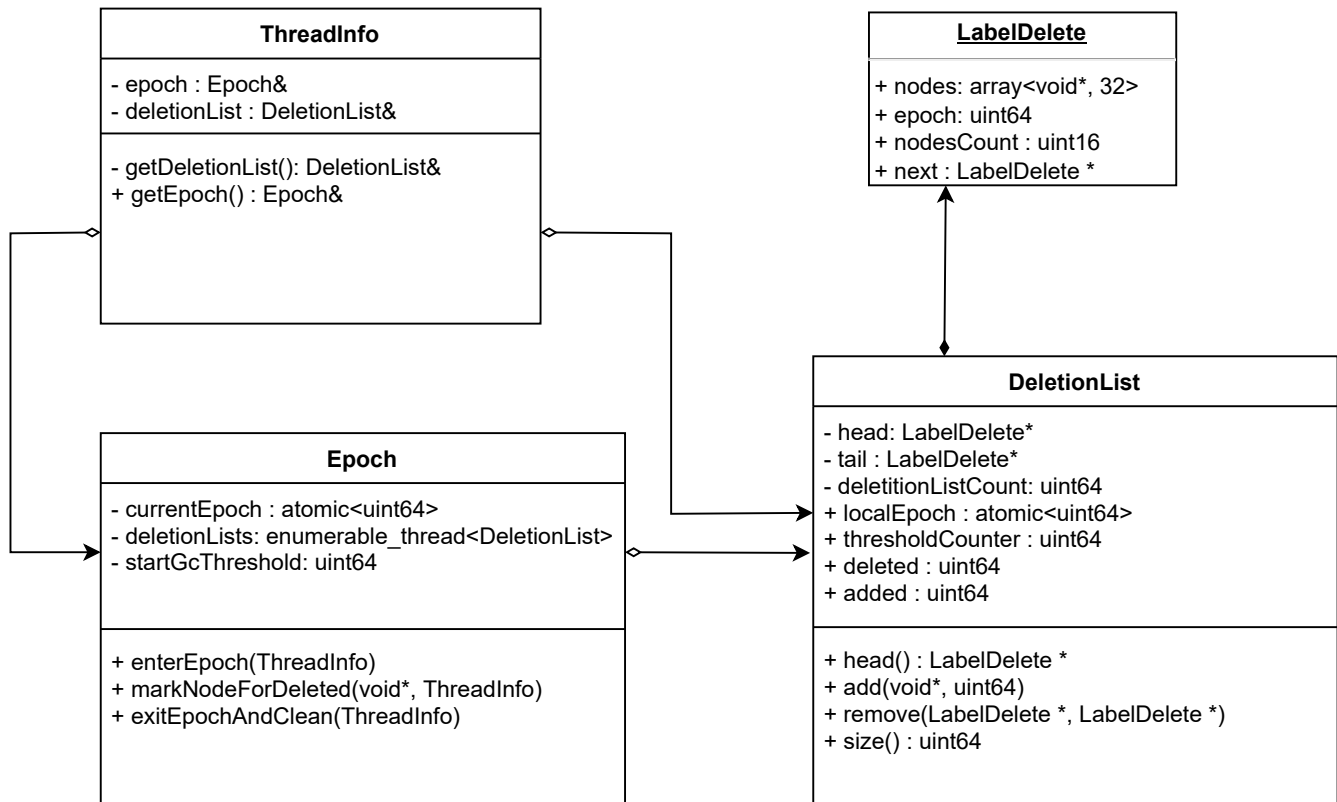 ThreadInfo
- epoch : Epoch&
- deletionList : DeletionList&
- getDeletionList(): DeletionList&
+ getEpoch() : Epoch&
LabelDelete
+ nodes: array<void*, 32>
+ epoch: uint64
+ nodesCount : uint16
+ next : LabelDelete *
Epoch
- currentEpoch : atomic<uint64>
- deletionLists: enumerable_thread<DeletionList>
- startGcThreshold: uint64
+ enterEpoch(ThreadInfo)
+ markNodeForDeleted(void*, ThreadInfo)
+ exitEpochAndClean(ThreadInfo)
DeletionList
- head: LabelDelete*
- tail : LabelDelete*
- deletitionListCount: uint64
+ localEpoch : atomic<uint64>
+ thresholdCounter : uint64
+ deleted : uint64
+ added : uint64
+ head() : LabelDelete *
+ add(void*, uint64)
+ remove(LabelDelete *, LabelDelete *)
+ size() : uint64